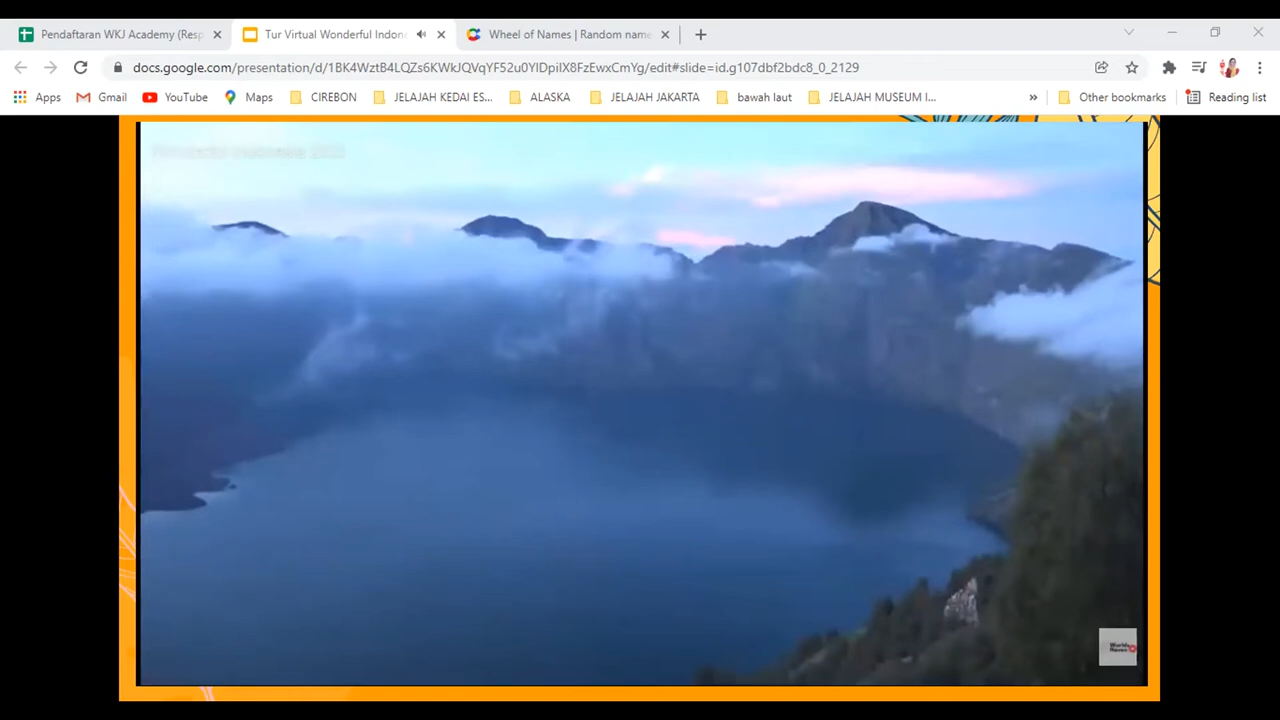 Pendaftaran WKJ Academy (Resp
Tur Virtual Wonderful Indone
Wheel of Names | Random name
docs.google.com/presentation/d/1BK4WztB4LQZs6KWkJQVqYF52u0YIDpiIX8FzEwxCmYg/edit#slide=id.g107dbf2bdc8_0_2129
Apps
Gmail
YouTube
Maps
CIREBON
JELAJAH KEDAI ES...
ALASKA
JELAJAH JAKARTA
bawah laut
JELAJAH MUSEUM I...
»
Other bookmarks
Reading list